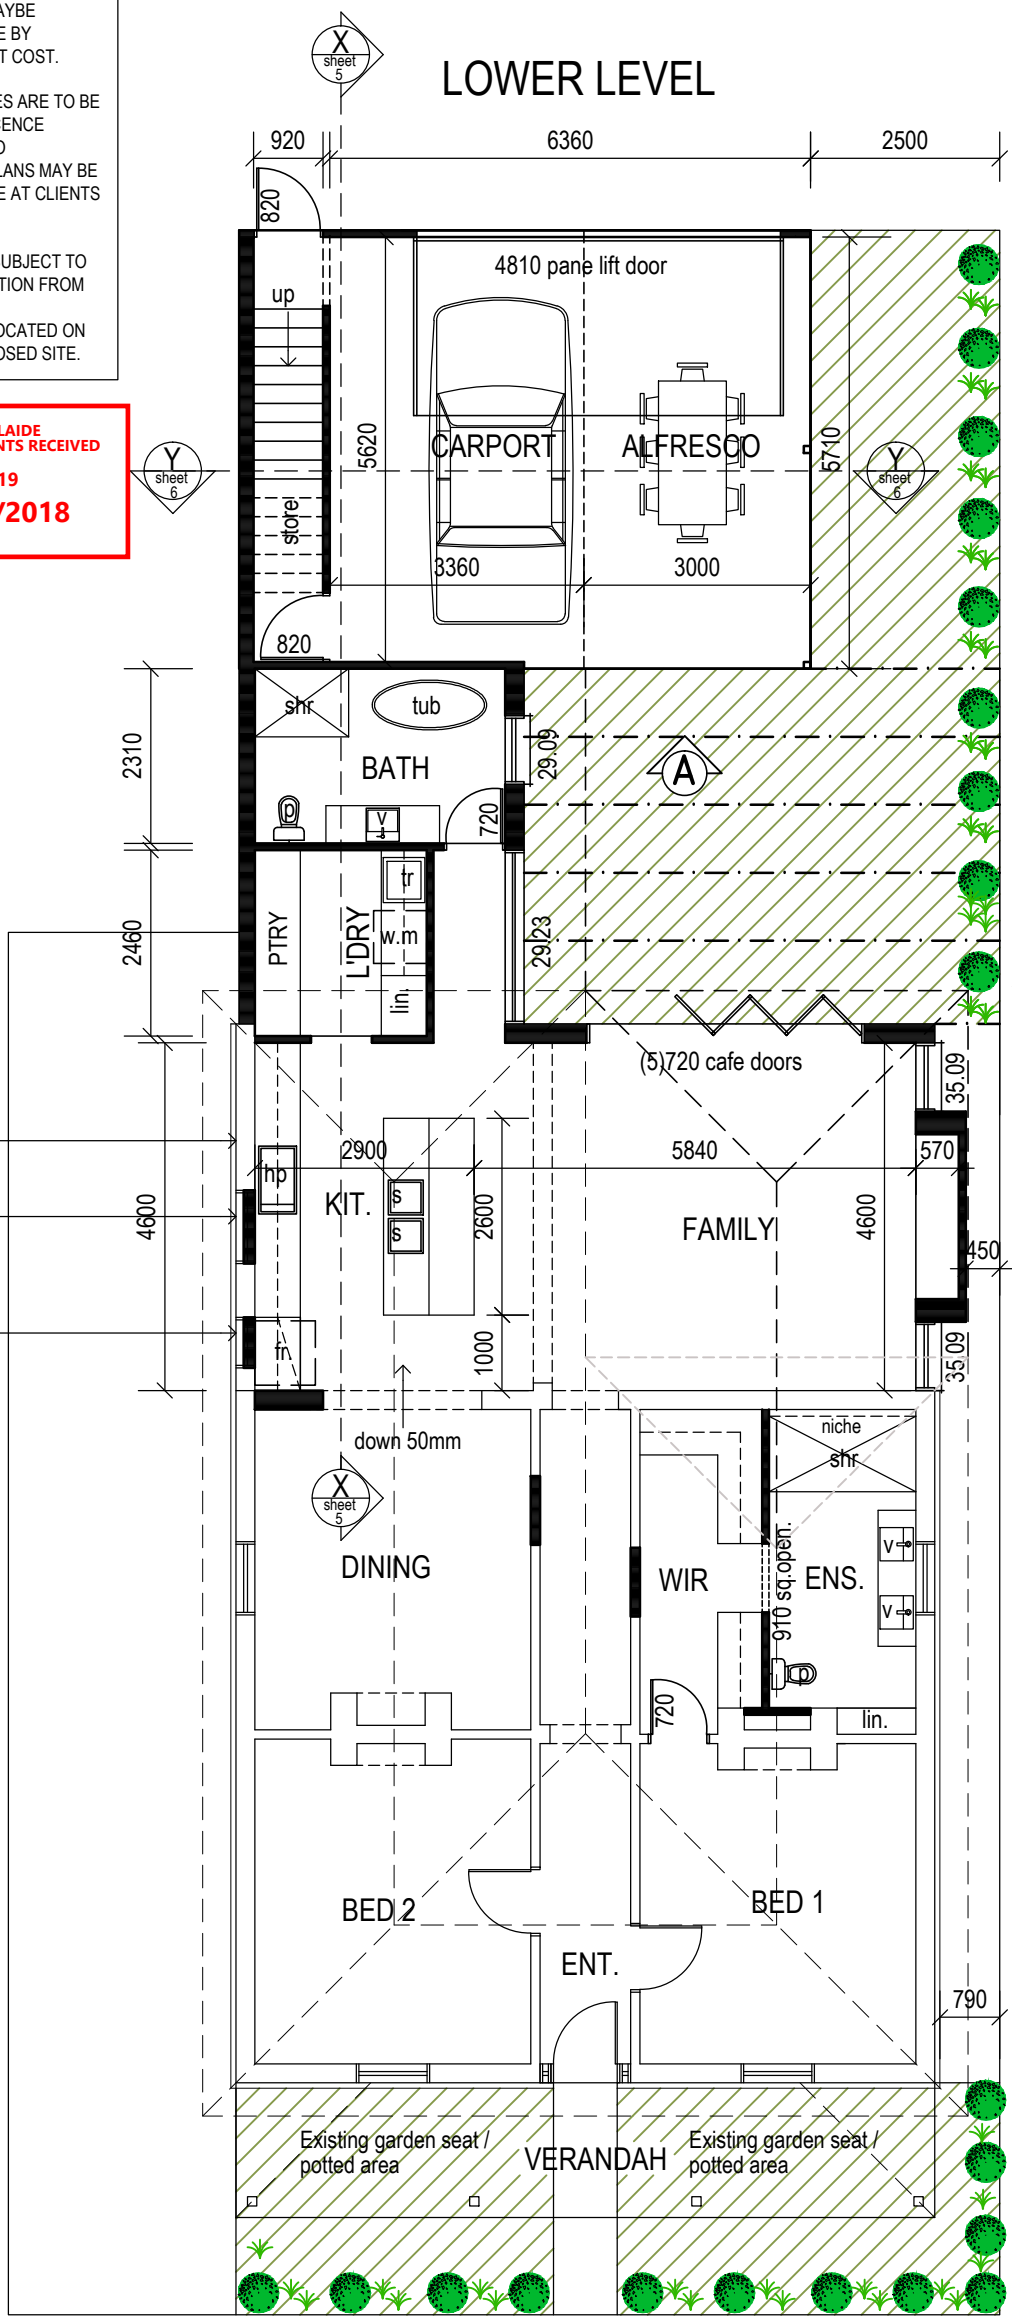 AYBE
E BY
T COST.
ES ARE TO BE
CENCE
D
LANS MAY BE
E AT CLIENTS
UBJECT TO
TION FROM
OCATED ON
OSED SITE.
LAIDE
NTS RECEIVED
19
/2018
X
sheet
5
LOWER LEVEL
920
6360
2500
820
4810 pane lift door
up
CARPORT
ALFRESCO
5620
5710
Y
sheet
6
Y
sheet
6
store
3360
3000
820
shr
tub
2310
BATH
29.09
A
p
v
720
PTRY
L'DRY
tr
w.m
lin.
2460
29.23
(5)720 cafe doors
35.09
2900
5840
570
hp
KIT.
s
s
2600
FAMILY
4600
4600
450
fr
1000
35.09
down 50mm
niche
shr
X
sheet
5
DINING
WIR
910 sq.open.
ENS.
v
v
p
720
lin.
BED 2
BED 1
ENT.
790
Existing garden seat /
potted area
VERANDAH
Existing garden seat /
potted area